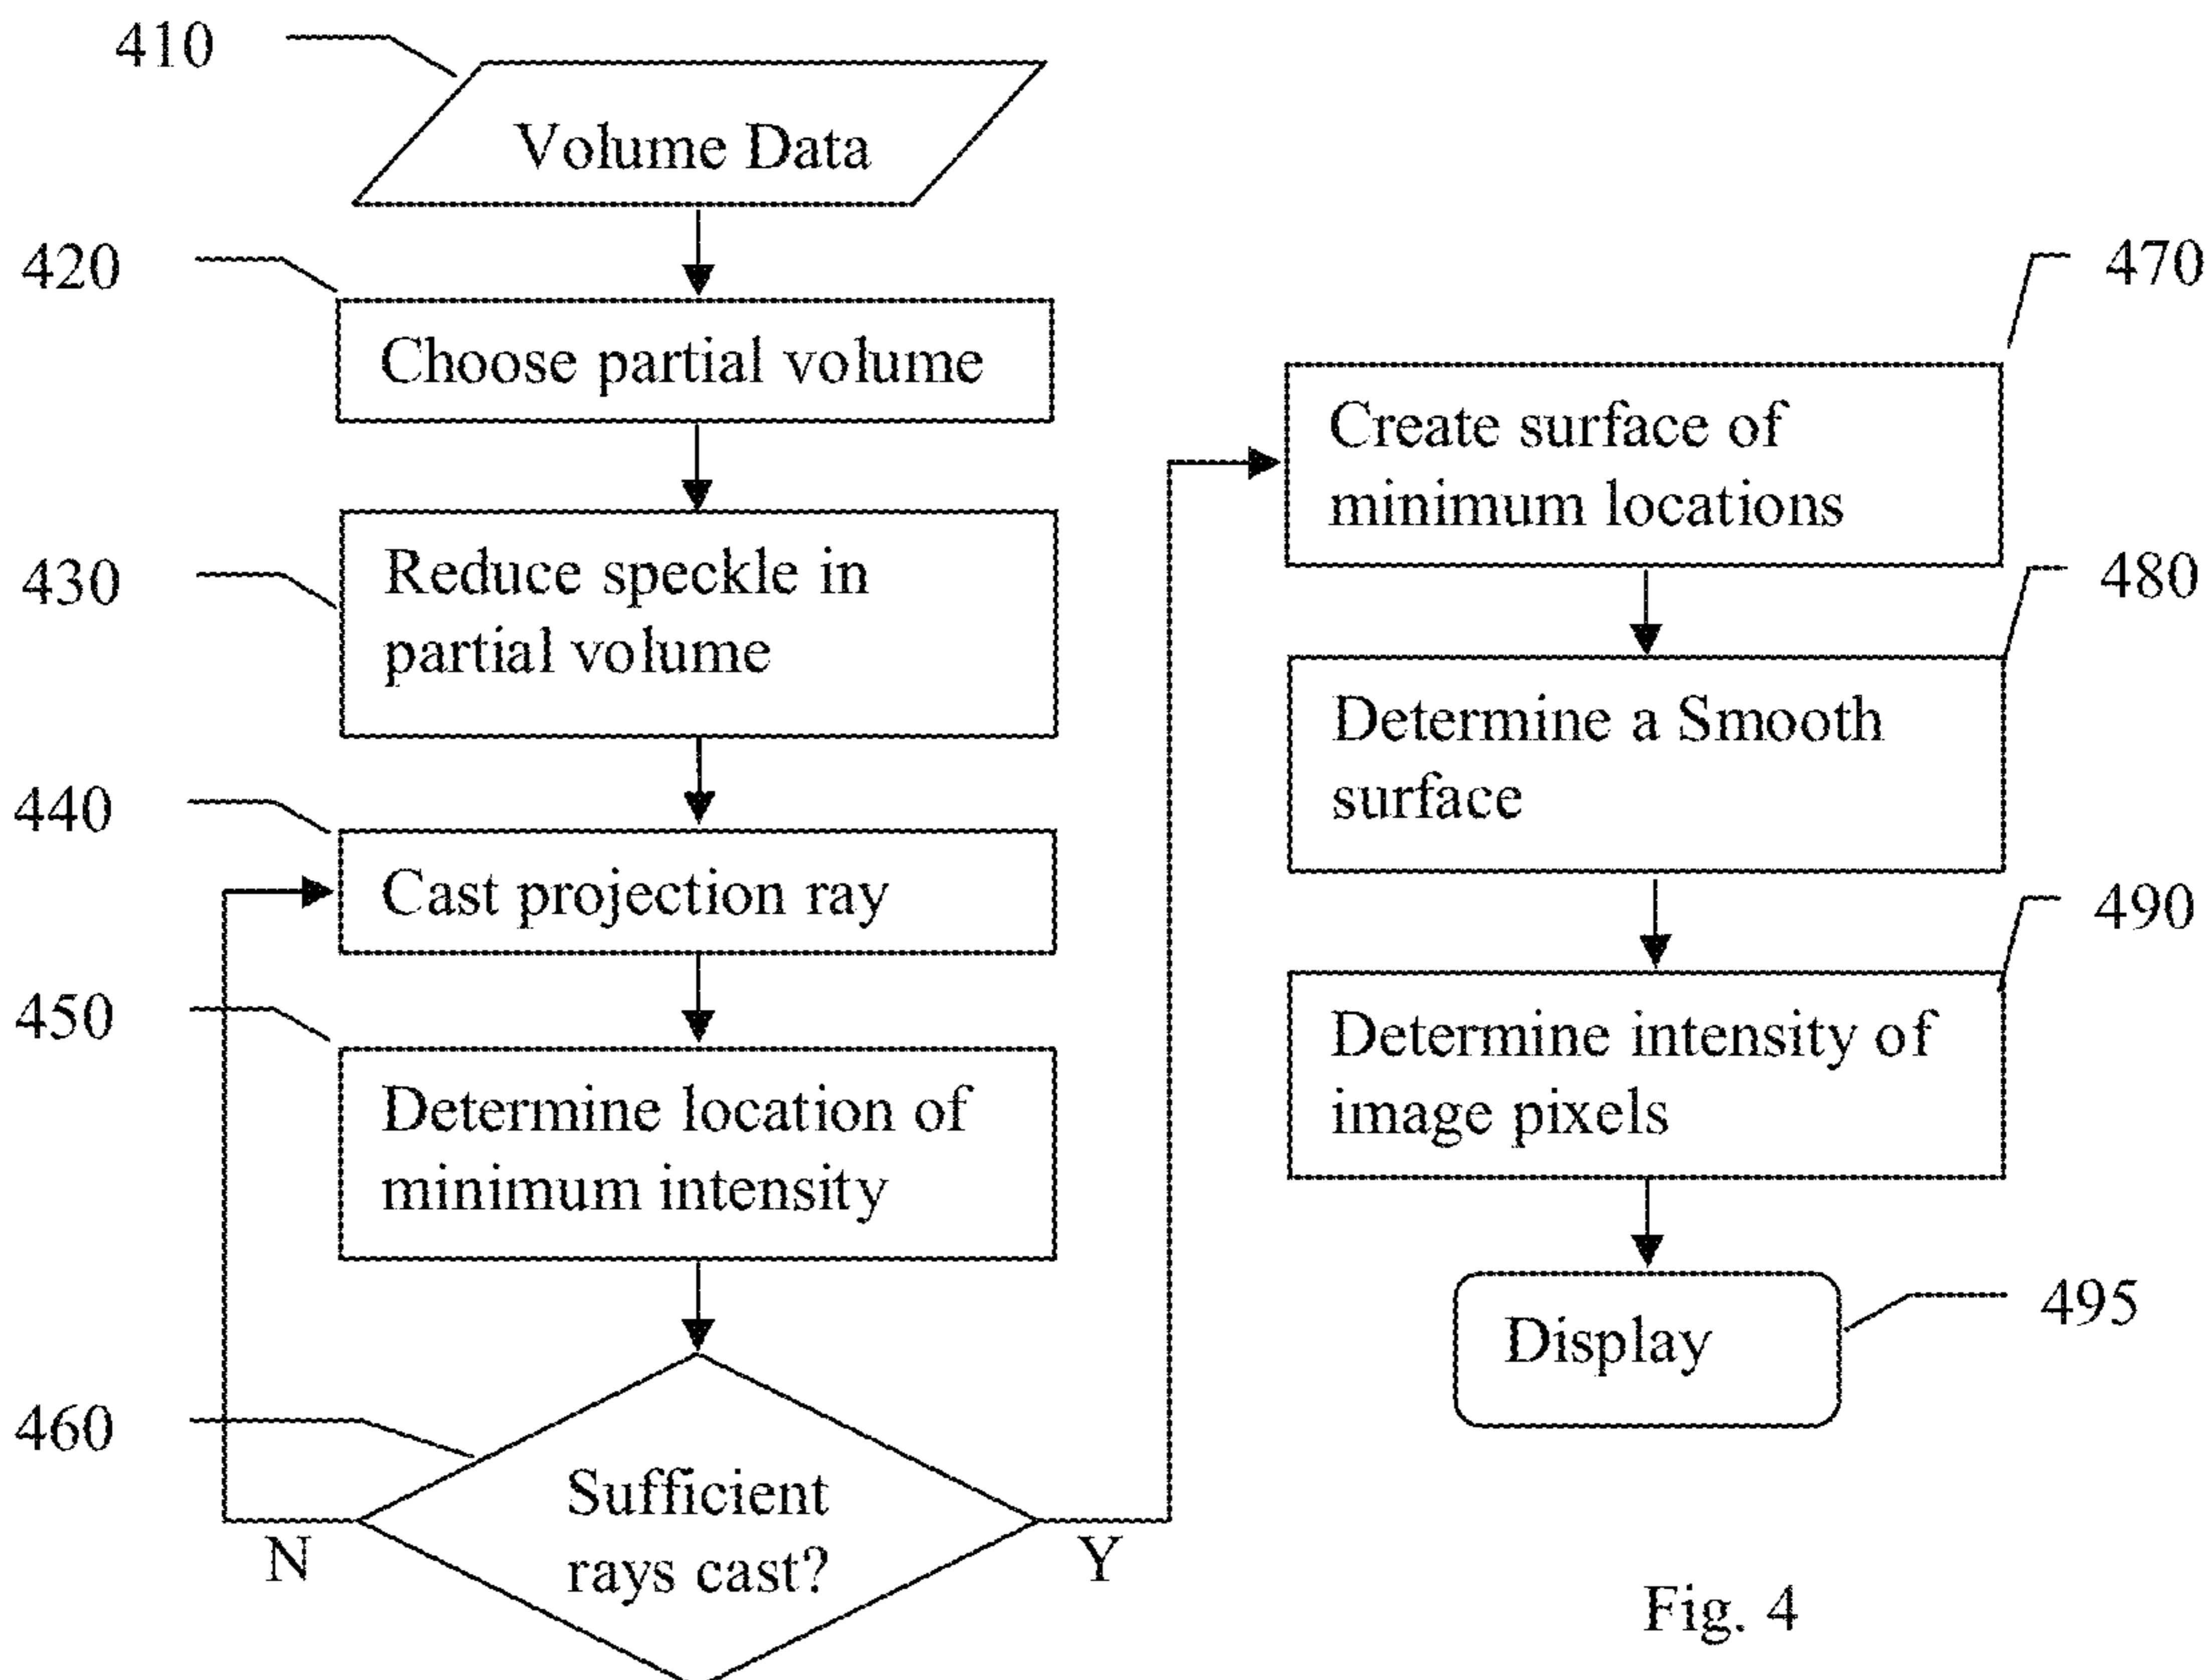 410
Volume Data
420
Choose partial volume
430
Reduce speckle in
partial volume
440
Cast projection ray
450
Determine location of
minimum intensity
460
Sufficient
rays cast?
N
Y
470
Create surface of
minimum locations
480
Determine a Smooth
surface
490
Determine intensity of
image pixels
495
Display
Fig. 4